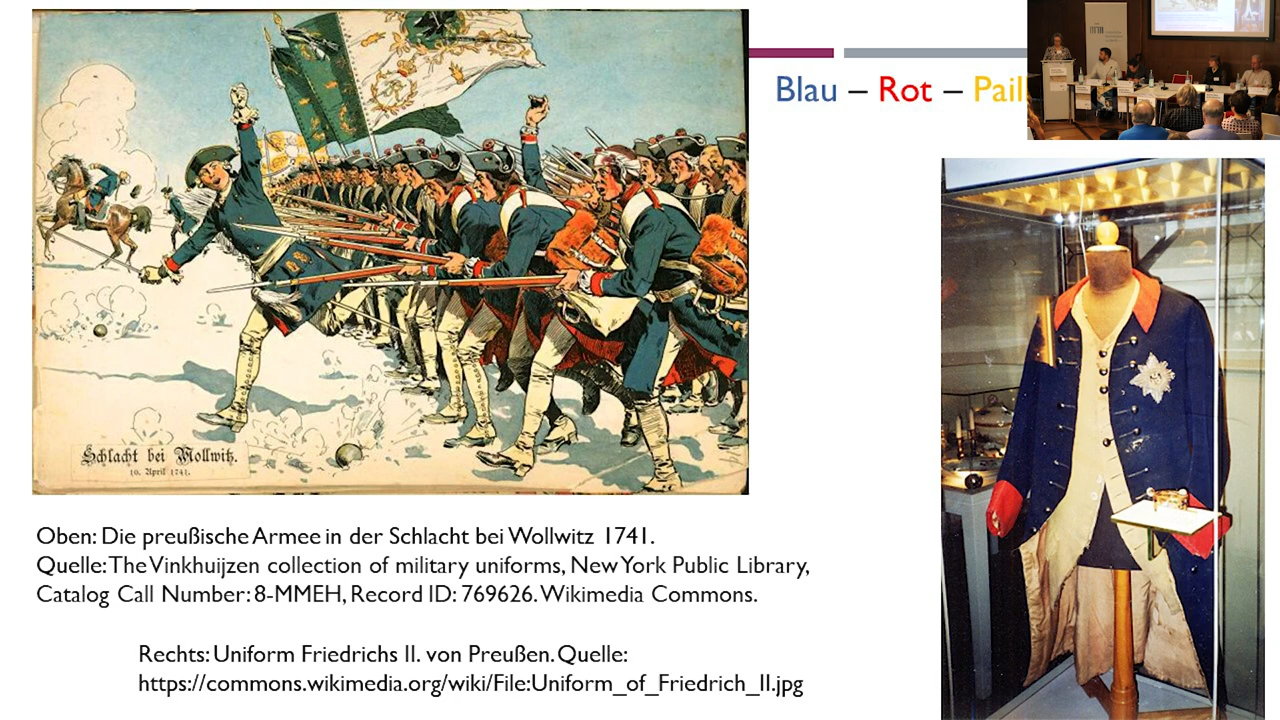 Blau – Rot – Pail
Schlacht bei Mollwitz.
10. April 1741.
Oben: Die preußische Armee in der Schlacht bei Wollwitz 1741.
Quelle: The Vinkhuijzen collection of military uniforms, New York Public Library,
Catalog Call Number: 8-MMEH, Record ID: 769626. Wikimedia Commons.
Rechts: Uniform Friedrichs II. von Preußen. Quelle:
https://commons.wikimedia.org/wiki/File:Uniform_of_Friedrich_II.jpg